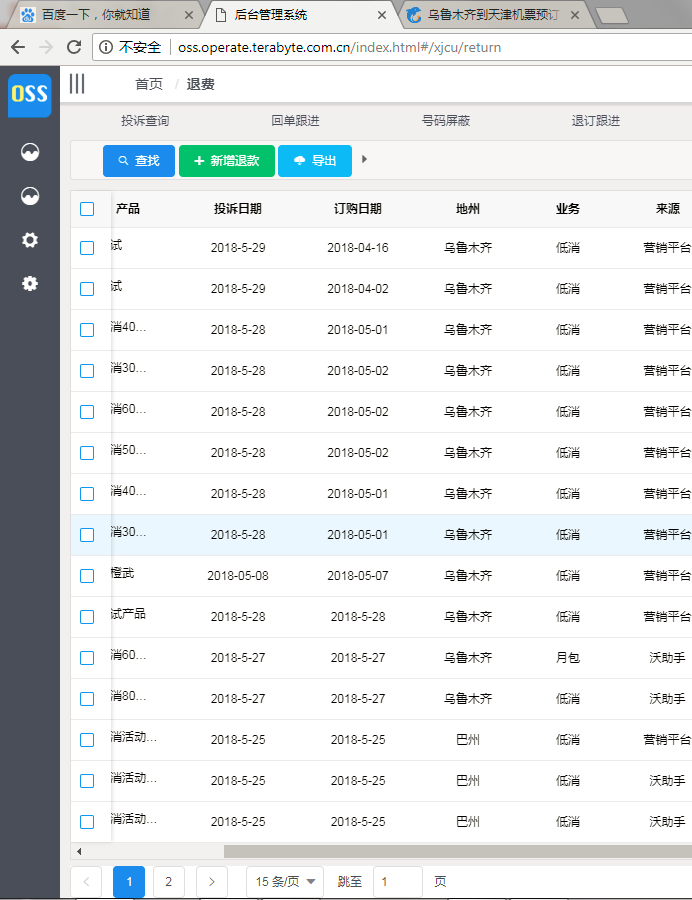 百度一下，你就知道
后台管理系统
乌鲁木齐到天津机票预订
不安全 oss.operate.terabyte.com.cn/index.html#/xjcu/return
OSS
首页 / 退费
投诉查询 回单跟进 号码屏蔽 退订跟进
查找 新增退款 导出
产品 投诉日期 订购日期 地州 业务 来源
试 2018-5-29 2018-04-16 乌鲁木齐 低消 营销平台
试 2018-5-29 2018-04-02 乌鲁木齐 低消 营销平台
消40... 2018-5-28 2018-05-01 乌鲁木齐 低消 营销平台
消30... 2018-5-28 2018-05-02 乌鲁木齐 低消 营销平台
消60... 2018-5-28 2018-05-02 乌鲁木齐 低消 营销平台
消50... 2018-5-28 2018-05-02 乌鲁木齐 低消 营销平台
消40... 2018-5-28 2018-05-01 乌鲁木齐 低消 营销平台
消30... 2018-5-28 2018-05-01 乌鲁木齐 低消 营销平台
橙武 2018-05-08 2018-05-07 乌鲁木齐 低消 营销平台
试产品 2018-5-28 2018-5-28 乌鲁木齐 低消 营销平台
消60... 2018-5-27 2018-5-27 乌鲁木齐 月包 沃助手
消80... 2018-5-27 2018-5-27 乌鲁木齐 低消 沃助手
消活动... 2018-5-25 2018-5-25 巴州 低消 营销平台
消活动... 2018-5-25 2018-5-25 巴州 低消 沃助手
消活动... 2018-5-25 2018-5-25 巴州 低消 沃助手
1 2 15 条/页 跳至 1 页